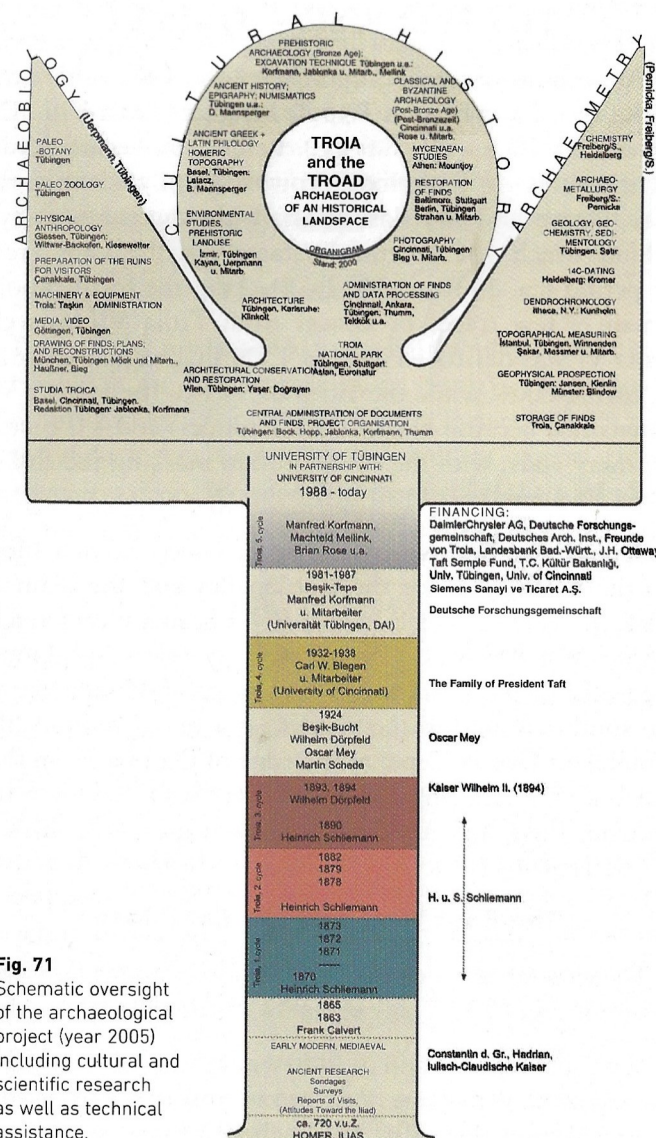 CULTURAL HISTORY
ARCHAEOBIOLOGY
(Uerpmann, Tübingen)
ARCHAEOMETRY
(Pernicka, Freiberg/S.)
PREHISTORIC
ARCHAEOLOGY (Bronze Age);
EXCAVATION TECHNIQUE Tübingen u.a.:
Korfmann, Jablonka u. Mitarb., Mellink
ANCIENT HISTORY;
EPIGRAPHY; NUMISMATICS
Tübingen u.a.:
D. Mannsperger
CLASSICAL AND
BYZANTINE
ARCHAEOLOGY
(Post-Bronze Age)
(Post-Bronzezeit)
Cincinnati u.a.
Rose u. Mitarb.
ANCIENT GREEK +
LATIN PHILOLOGY
HOMERIC
TOPOGRAPHY
Basel, Tübingen:
Latacz,
B. Mannsperger
MYCENAEAN
STUDIES
Athen: Mountjoy
RESTORATION
OF FINDS
Baltimore, Stuttgart
Berlin, Tübingen
Strahan u. Mitarb.
ENVIRONMENTAL
STUDIES,
PREHISTORIC
LANDUSE
Izmir, Tübingen
Kayan, Uerpmann
u. Mitarb.
PHOTOGRAPHY
Cincinnati, Tübingen:
Bieg u. Mitarb.
TROIA
and the
TROAD
ARCHAEOLOGY
OF AN HISTORICAL
LANDSPACE
ORGANIGRAM
Stand: 2000
ARCHITECTURE
Tübingen, Karlsruhe:
Klinkott
ADMINISTRATION OF FINDS
AND DATA PROCESSING
Cincinnati, Ankara,
Tübingen, Thumm,
Tekkök u.a.
TROIA
NATIONAL PARK
Tübingen, Stuttgart:
Aslan, Euronatur
ARCHITECTURAL CONSERVATION
AND RESTORATION
Wien, Tübingen: Yaşar, Doğrayan
CENTRAL ADMINISTRATION OF DOCUMENTS
AND FINDS, PROJECT ORGANISATION
Tübingen: Bock, Hopp, Jablonka, Korfmann, Thumm
PALEO
-BOTANY
Tübingen
PALEO ZOOLOGY
Tübingen
PHYSICAL
ANTHROPOLOGY
Giessen, Tübingen:
Wittwer-Backofen, Kiesewetter
PREPARATION OF THE RUINS
FOR VISITORS
Çanakkale, Tübingen
MACHINERY & EQUIPMENT
Troia: Taşkın ADMINISTRATION
MEDIA, VIDEO
Göttingen, Tübingen
DRAWING OF FINDS; PLANS;
AND RECONSTRUCTIONS
München, Tübingen Möck und Mitarb.,
Haußner, Bieg
STUDIA TROICA
Basel, Cincinnati, Tübingen.
Redaktion Tübingen: Jablonka, Korfmann
CHEMISTRY
Freiberg/S.,
Heidelberg
ARCHAEO-
METALLURGY
Freiberg/S.:
Pernicka
GEOLOGY, GEO-
CHEMISTRY, SEDI-
MENTOLOGY
Tübingen: Satır
14C-DATING
Heidelberg: Kromer
DENDROCHRONOLOGY
Ithaca, N.Y.: Kuniholm
TOPOGRAPHICAL MEASURING
Istanbul, Tübingen, Winnenden
Şekar, Messmer u. Mitarb.
GEOPHYSICAL PROSPECTION
Tübingen: Jansen, Kienlin
Münster: Blindow
STORAGE OF FINDS
Troia, Çanakkale
UNIVERSITY OF TÜBINGEN
IN PARTNERSHIP WITH:
UNIVERSITY OF CINCINNATI
1988 - today
Troia, 5. cycle
Manfred Korfmann,
Machteld Mellink,
Brian Rose u.a.
FINANCING:
DaimlerChrysler AG, Deutsche Forschungs-
gemeinschaft, Deutsches Arch. Inst., Freunde
von Troia, Landesbank Bad.-Württ., J.H. Ottaway
Taft Semple Fund, T.C. Kültür Bakanlığı,
Univ. Tübingen, Univ. of Cincinnati
Siemens Sanayi ve Ticaret A.Ş.
1981-1987
Beşik-Tepe
Manfred Korfmann
u. Mitarbeiter
(Universität Tübingen, DAI)
Deutsche Forschungsgemeinschaft
Troia, 4. cycle
1932-1938
Carl W. Blegen
u. Mitarbeiter
(University of Cincinnati)
The Family of President Taft
1924
Beşik-Bucht
Wilhelm Dörpfeld
Oscar Mey
Martin Schede
Oscar Mey
Troia, 3. cycle
1893, 1894
Wilhelm Dörpfeld
1890
Heinrich Schliemann
Kaiser Wilhelm II. (1894)
Troia, 2. cycle
1882
1879
1878
Heinrich Schliemann
H. u. S. Schliemann
Troia, 1. cycle
1873
1872
1871
1870
Heinrich Schliemann
1865
1863
Frank Calvert
EARLY MODERN, MEDIAEVAL
ANCIENT RESEARCH
Sondages
Surveys
Reports of Visits,
(Attitudes Toward the Iliad)
Constantin d. Gr., Hadrian,
Iulisch-Claudische Kaiser
ca. 720 v.u.Z.
HOMER, ILIAS
Fig. 71
Schematic oversight
of the archaeological
project (year 2005)
including cultural and
scientific research
as well as technical
assistance.